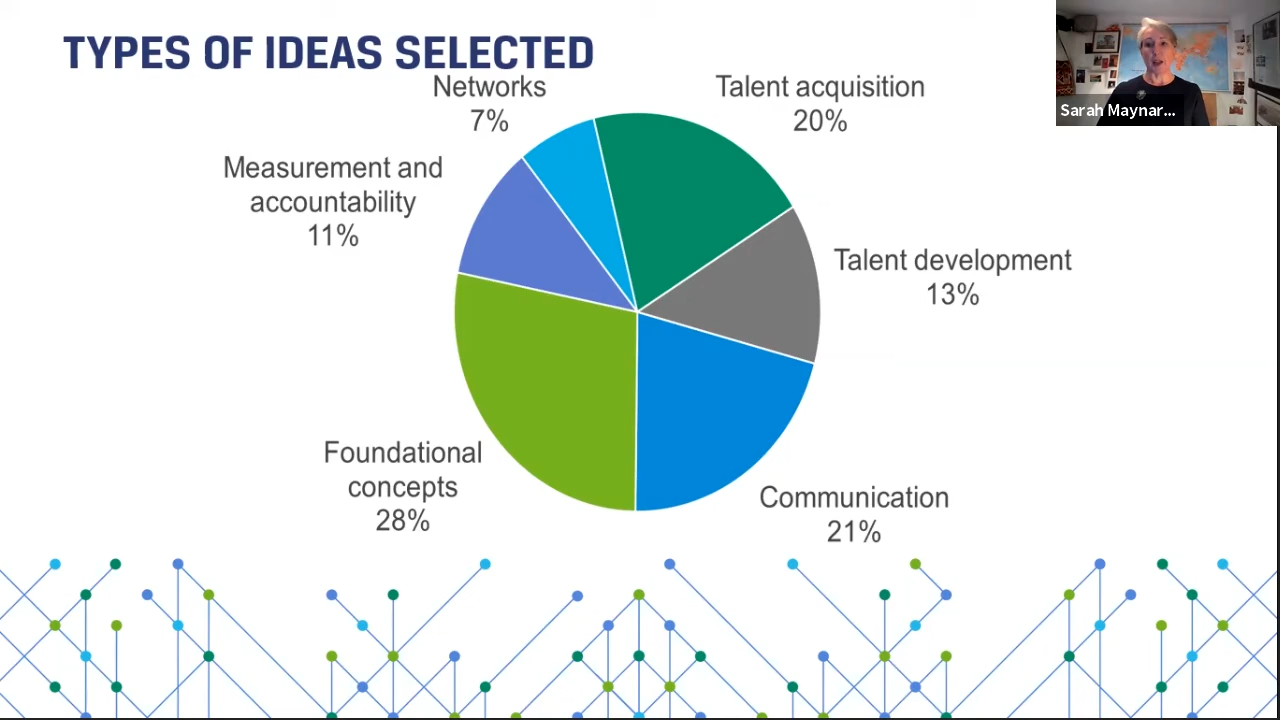 TYPES OF IDEAS SELECTED
Networks
7%
Talent acquisition
20%
Measurement and
accountability
11%
Talent development
13%
Foundational
concepts
28%
Communication
21%
Sarah Maynar...